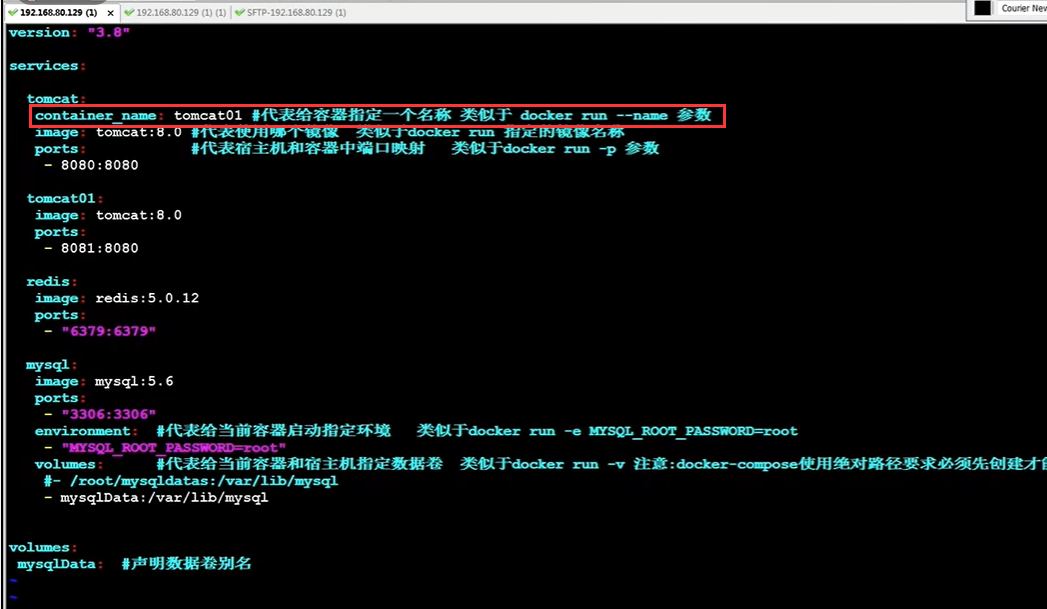 192.168.80.129 (1) × 192.168.80.129 (1) (1) SFTP-192.168.80.129 (1) Courier New
version: "3.8"
services:
tomcat:
container_name: tomcat01 #代表给容器指定一个名称 类似于 docker run --name 参数
image: tomcat:8.0 #代表使用哪个镜像 类似于docker run 指定的镜像名称
ports: #代表宿主机和容器中端口映射 类似于docker run -p 参数
- 8080:8080
tomcat01:
image: tomcat:8.0
ports:
- 8081:8080
redis:
image: redis:5.0.12
ports:
- "6379:6379"
mysql:
image: mysql:5.6
ports:
- "3306:3306"
environment: #代表给当前容器启动指定环境 类似于docker run -e MYSQL_ROOT_PASSWORD=root
- "MYSQL_ROOT_PASSWORD=root"
volumes: #代表给当前容器和宿主机指定数据卷 类似于docker run -v 注意:docker-compose使用绝对路径要求必须先创建才
#- /root/mysqldatas:/var/lib/mysql
- mysqlData:/var/lib/mysql
volumes:
mysqlData: #声明数据卷别名
~
~